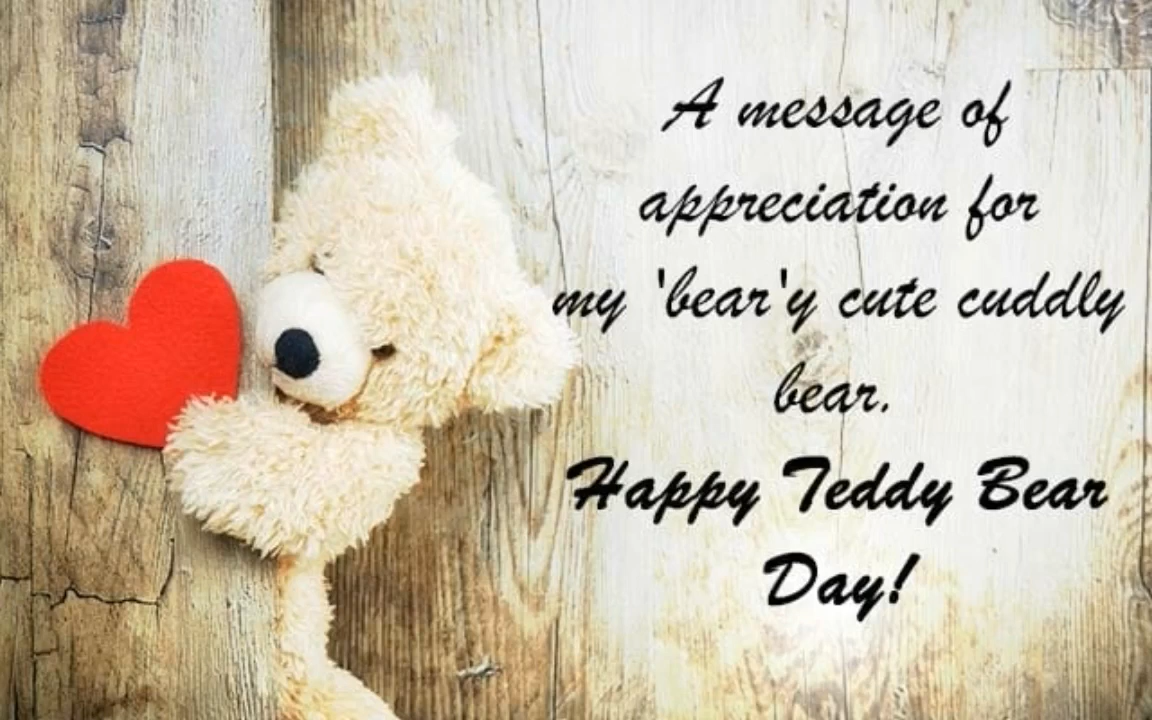 A message of
appreciation for
my 'bear'y cute cuddly
bear.
Happy Teddy Bear
Day!